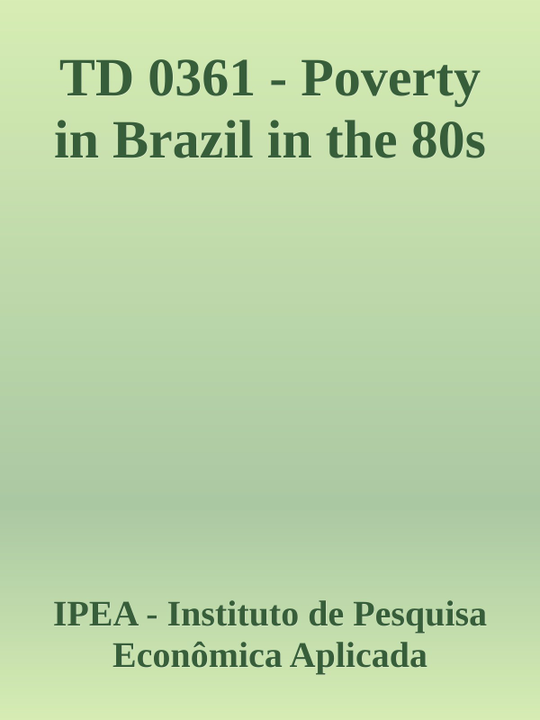 TD 0361 - Poverty
in Brazil in the 80s
IPEA - Instituto de Pesquisa
Econômica Aplicada